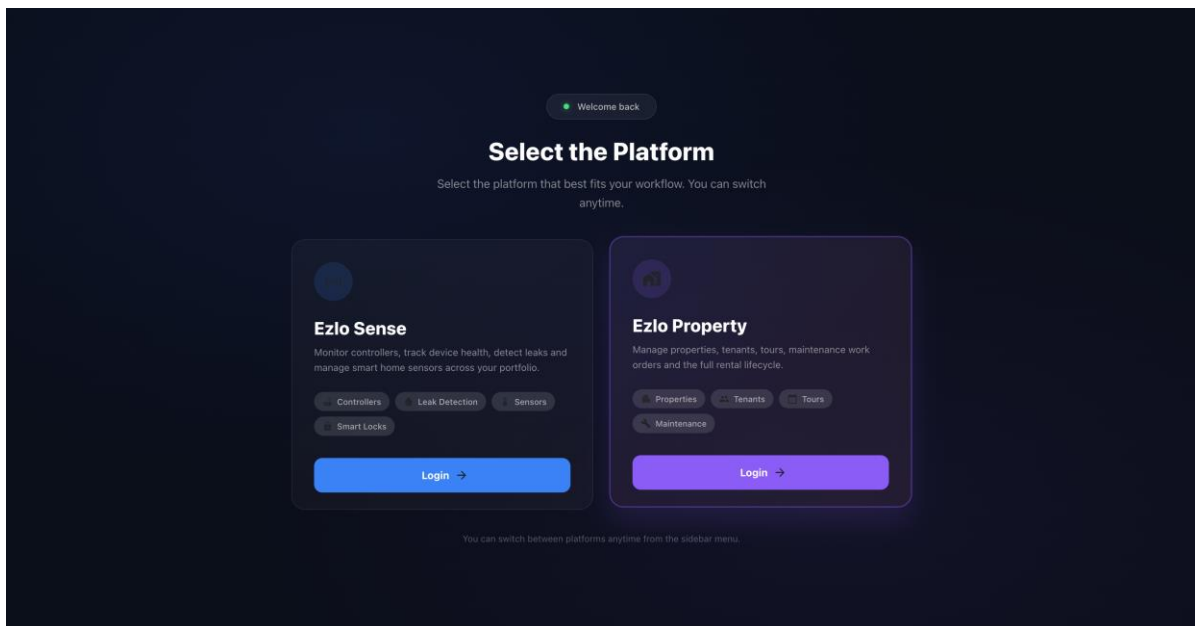 Welcome back
Select the Platform
Select the platform that best fits your workflow. You can switch
anytime.
Ezlo Sense
Monitor controllers, track device health, detect leaks and
manage smart home sensors across your portfolio.
Controllers
Leak Detection
Sensors
Smart Locks
Login →
Ezlo Property
Manage properties, tenants, tours, maintenance work
orders and the full rental lifecycle.
Properties
Tenants
Tours
Maintenance
Login →
You can switch between platforms anytime from the sidebar menu.